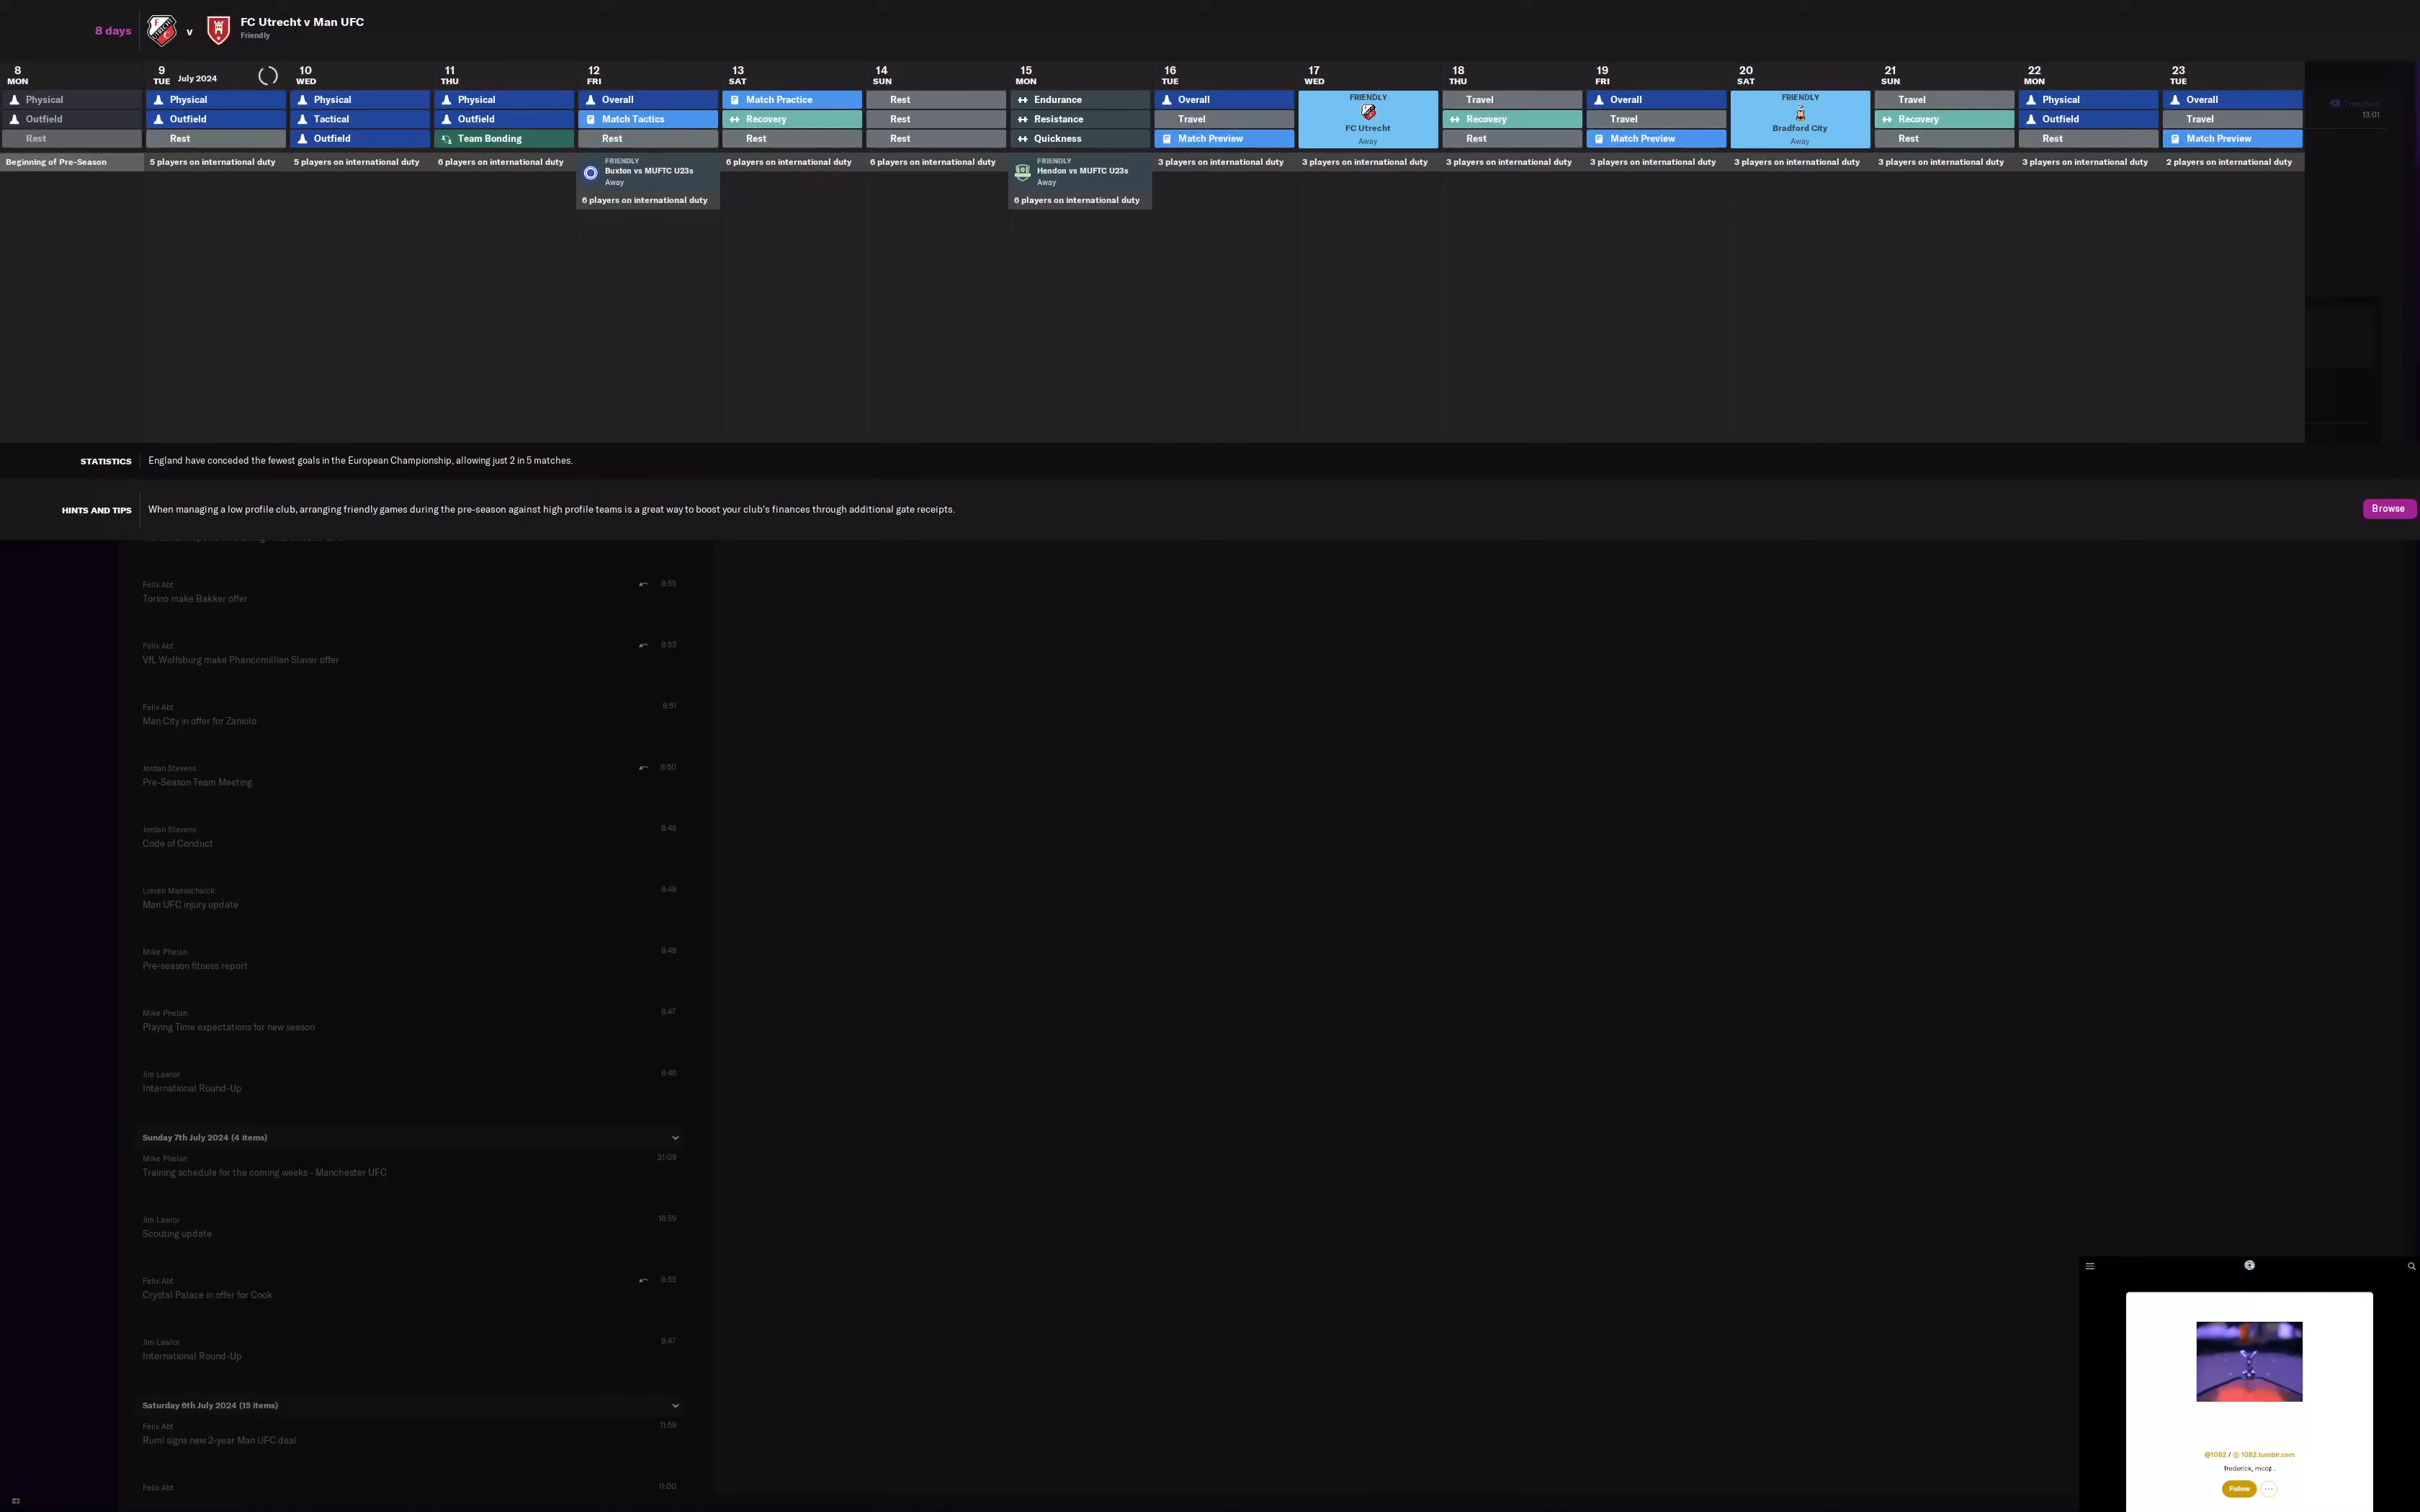 8 days
v
FC Utrecht v Man UFC
Friendly
8
MON
Physical
Outfield
Rest
Beginning of Pre-Season
9
TUE July 2024
Physical
Outfield
Rest
5 players on international duty
10
WED
Physical
Tactical
Outfield
5 players on international duty
11
THU
Physical
Outfield
Team Bonding
6 players on international duty
12
FRI
Overall
Match Tactics
Rest
FRIENDLY
Buxton vs MUFTC U23s
Away
6 players on international duty
13
SAT
Match Practice
Recovery
Rest
6 players on international duty
14
SUN
Rest
Rest
Rest
6 players on international duty
15
MON
Endurance
Resistance
Quickness
FRIENDLY
Hendon vs MUFTC U23s
Away
6 players on international duty
16
TUE
Overall
Travel
Match Preview
3 players on international duty
17
WED
FRIENDLY
FC Utrecht
Away
3 players on international duty
18
THU
Travel
Recovery
Rest
3 players on international duty
19
FRI
Overall
Travel
Match Preview
3 players on international duty
20
SAT
FRIENDLY
Bradford City
Away
3 players on international duty
21
SUN
Travel
Recovery
Rest
3 players on international duty
22
MON
Physical
Outfield
Rest
3 players on international duty
23
TUE
Overall
Travel
Match Preview
2 players on international duty
Transfers
13:01
STATISTICS England have conceded the fewest goals in the European Championship, allowing just 2 in 5 matches.
HINTS AND TIPS When managing a low profile club, arranging friendly games during the pre-season against high profile teams is a great way to boost your club's finances through additional gate receipts.
Browse
Felix Abt 8:55
Torino make Bakker offer
Felix Abt 8:53
VfL Wolfsburg make Phanccmillian Slaver offer
Felix Abt 8:51
Man City in offer for Zaniolo
Jordan Stevens 8:50
Pre-Season Team Meeting
Jordan Stevens 8:48
Code of Conduct
Lieven Maesschalck 8:48
Man UFC injury update
Mike Phelan 8:48
Pre-season fitness report
Mike Phelan 8:47
Playing Time expectations for new season
Jim Lawlor 8:46
International Round-Up
Sunday 7th July 2024 (4 items)
Mike Phelan 21:09
Training schedule for the coming weeks - Manchester UFC
Jim Lawlor 16:59
Scouting update
Felix Abt 8:55
Crystal Palace in offer for Cook
Jim Lawlor 8:47
International Round-Up
Saturday 6th July 2024 (15 items)
Felix Abt 11:58
Rumi signs new 2-year Man UFC deal
Felix Abt 11:00
@1082 / 1082.tumblr.com
frederick, mccg .
Follow